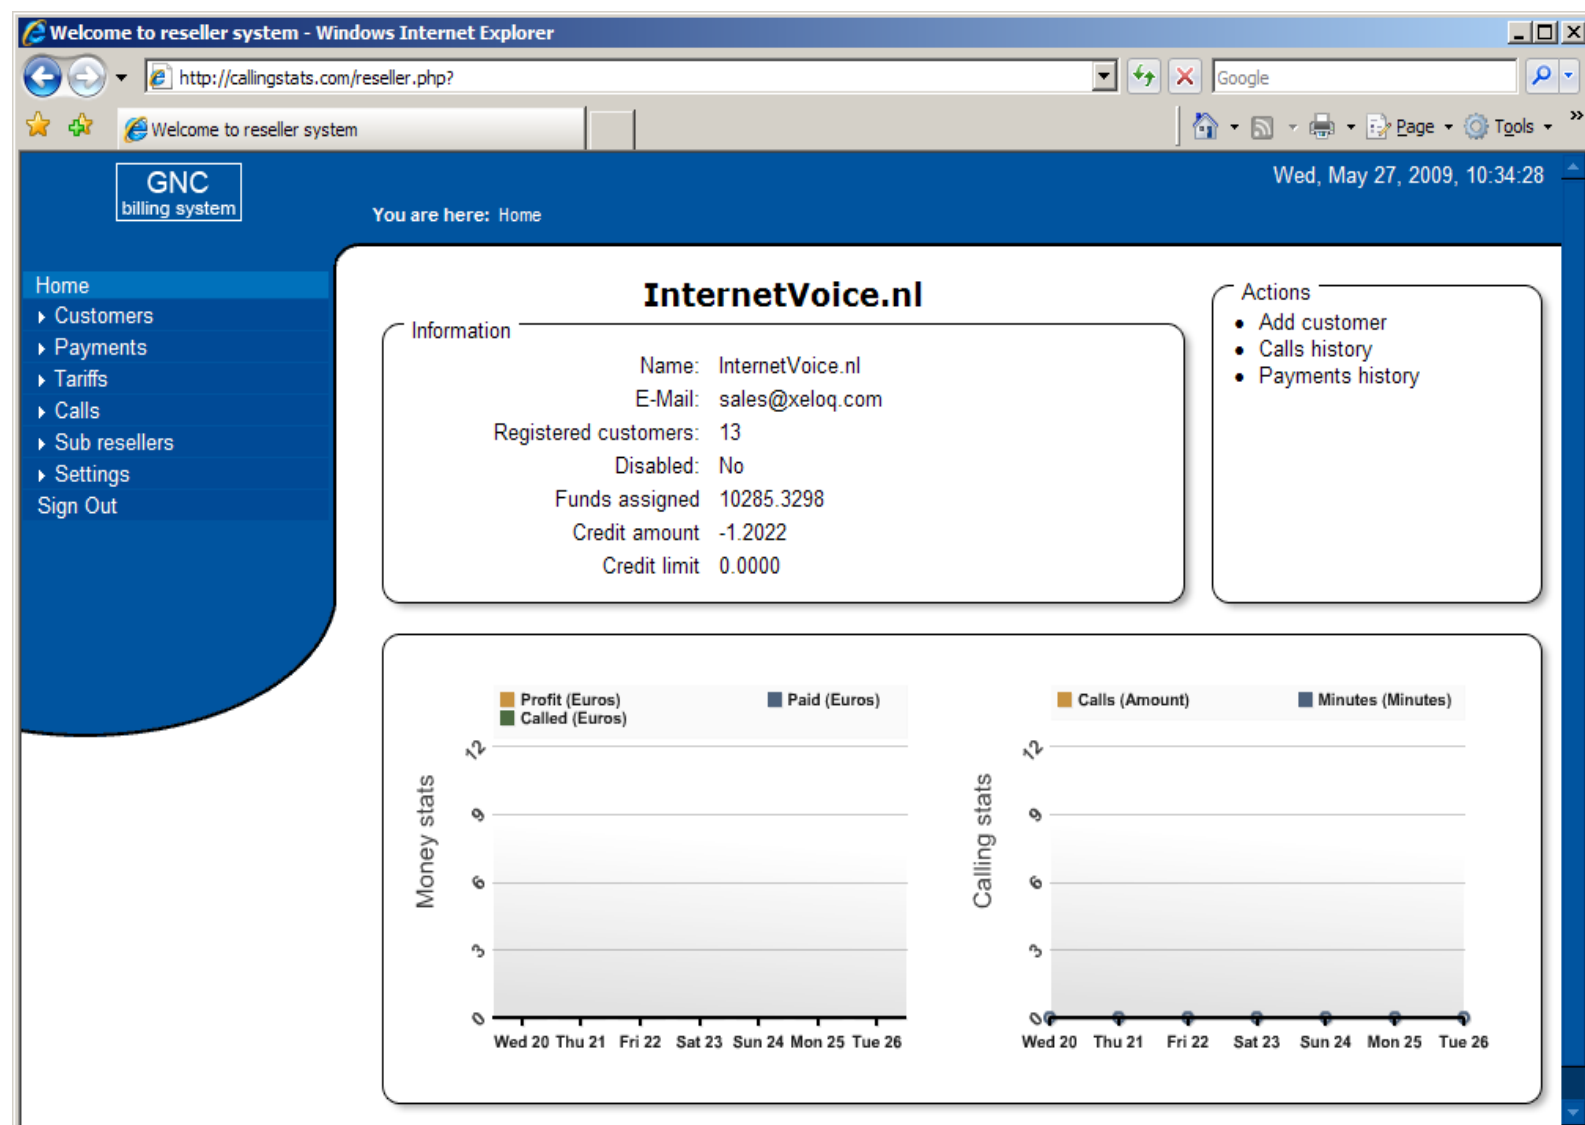 Welcome to reseller system - Windows Internet Explorer
http://callingstats.com/reseller.php?
Google
Welcome to reseller system
Page
Tools
»
GNC
billing system
Wed, May 27, 2009, 10:34:28
You are here: Home
Home
Customers
Payments
Tariffs
Calls
Sub resellers
Settings
Sign Out
InternetVoice.nl
Information
Name: InternetVoice.nl
E-Mail: sales@xeloq.com
Registered customers: 13
Disabled: No
Funds assigned 10285.3298
Credit amount -1.2022
Credit limit 0.0000
Actions
Add customer
Calls history
Payments history
Profit (Euros) Paid (Euros)
Called (Euros)
Money stats
12
9
6
3
0
Wed 20 Thu 21 Fri 22 Sat 23 Sun 24 Mon 25 Tue 26
Calls (Amount) Minutes (Minutes)
Calling stats
12
9
6
3
0
Wed 20 Thu 21 Fri 22 Sat 23 Sun 24 Mon 25 Tue 26